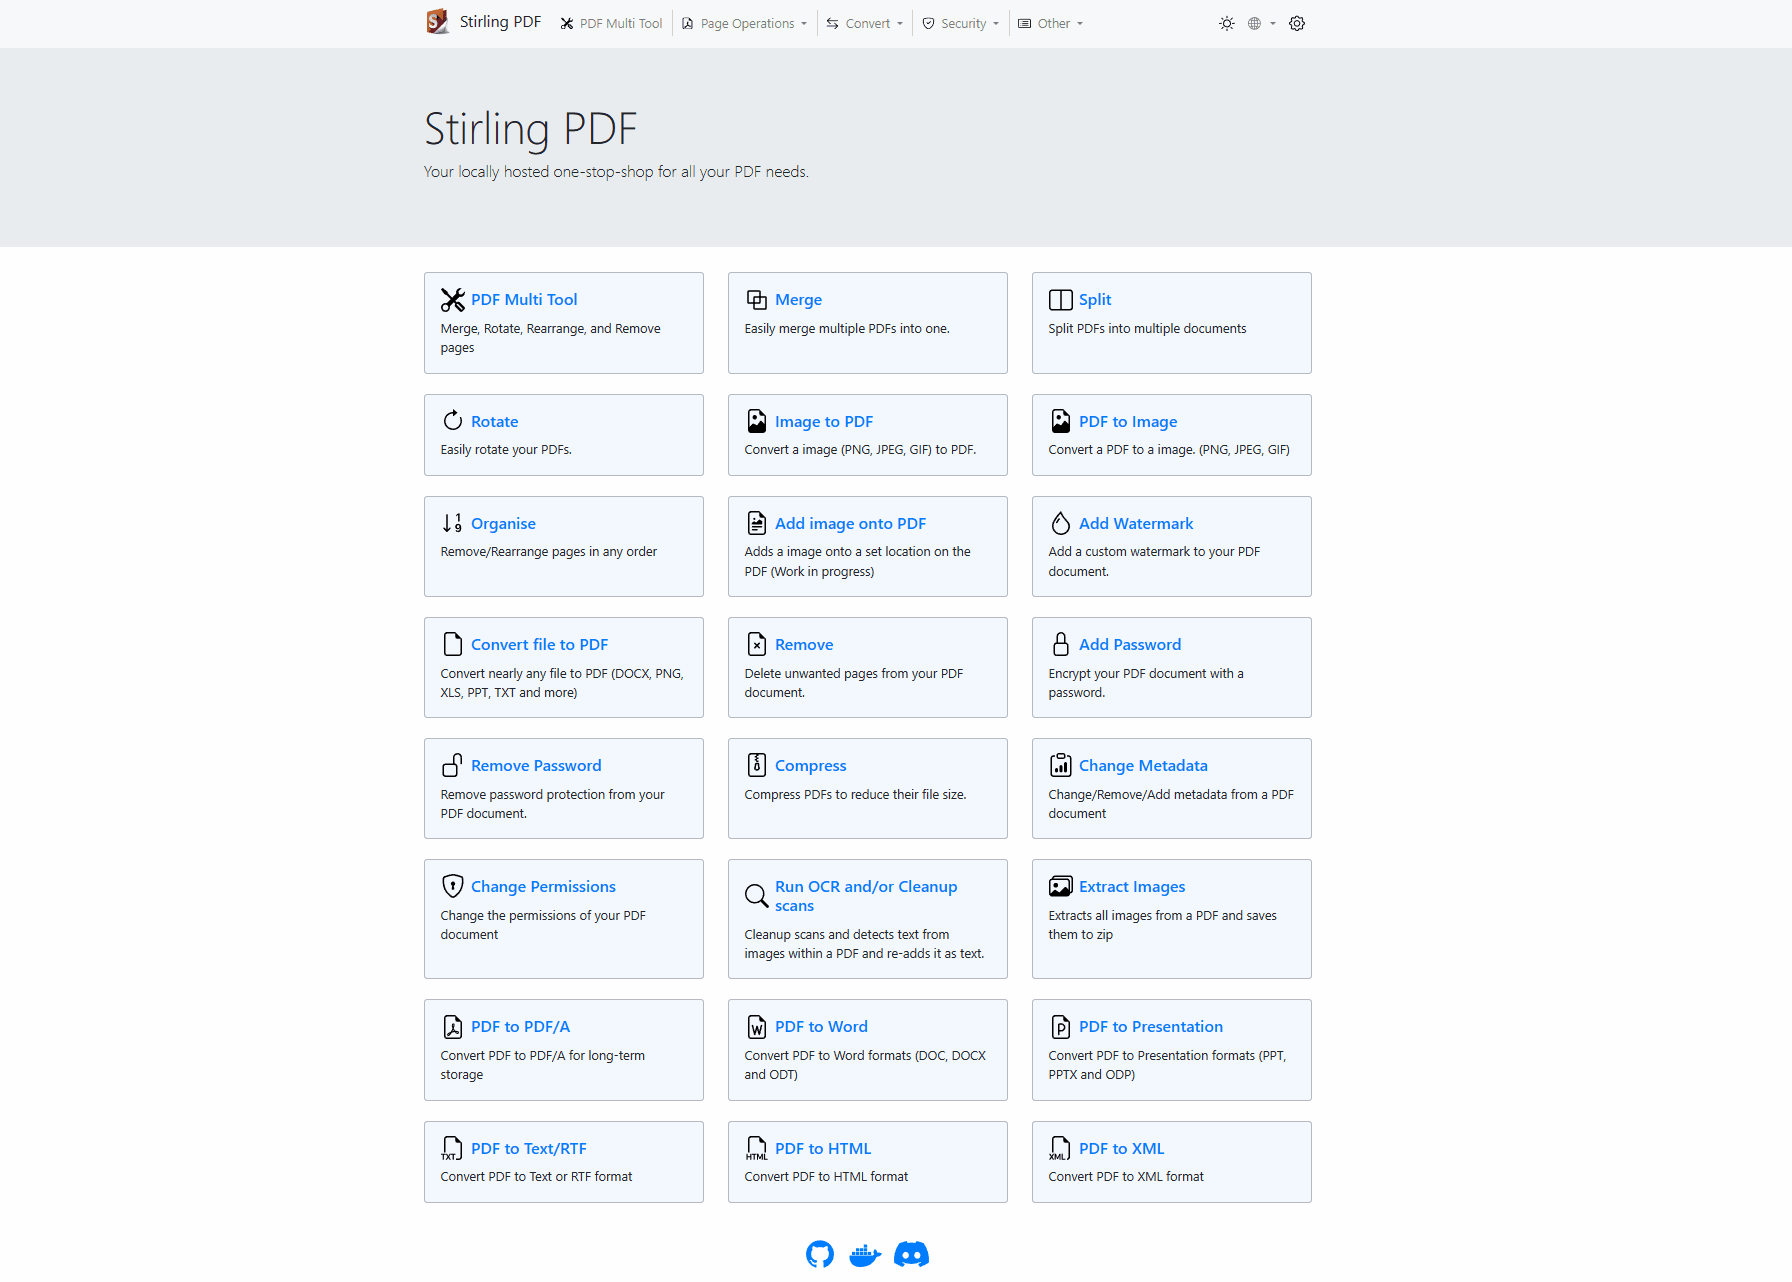 Stirling PDF PDF Multi Tool Page Operations Convert Security Other
Stirling PDF
Your locally hosted one-stop-shop for all your PDF needs.
PDF Multi Tool
Merge, Rotate, Rearrange, and Remove
pages
Merge
Easily merge multiple PDFs into one.
Split
Split PDFs into multiple documents
Rotate
Easily rotate your PDFs.
Image to PDF
Convert a image (PNG, JPEG, GIF) to PDF.
PDF to Image
Convert a PDF to a image. (PNG, JPEG, GIF)
1
9
Organise
Remove/Rearrange pages in any order
Add image onto PDF
Adds a image onto a set location on the
PDF (Work in progress)
Add Watermark
Add a custom watermark to your PDF
document.
Convert file to PDF
Convert nearly any file to PDF (DOCX, PNG,
XLS, PPT, TXT and more)
Remove
Delete unwanted pages from your PDF
document.
Add Password
Encrypt your PDF document with a
password.
Remove Password
Remove password protection from your
PDF document.
Compress
Compress PDFs to reduce their file size.
Change Metadata
Change/Remove/Add metadata from a PDF
document
Change Permissions
Change the permissions of your PDF
document
Run OCR and/or Cleanup
scans
Cleanup scans and detects text from
images within a PDF and re-adds it as text.
Extract Images
Extracts all images from a PDF and saves
them to zip
PDF to PDF/A
Convert PDF to PDF/A for long-term
storage
W
PDF to Word
Convert PDF to Word formats (DOC, DOCX
and ODT)
P
PDF to Presentation
Convert PDF to Presentation formats (PPT,
PPTX and ODP)
TXT
PDF to Text/RTF
Convert PDF to Text or RTF format
HTML
PDF to HTML
Convert PDF to HTML format
XML
PDF to XML
Convert PDF to XML format